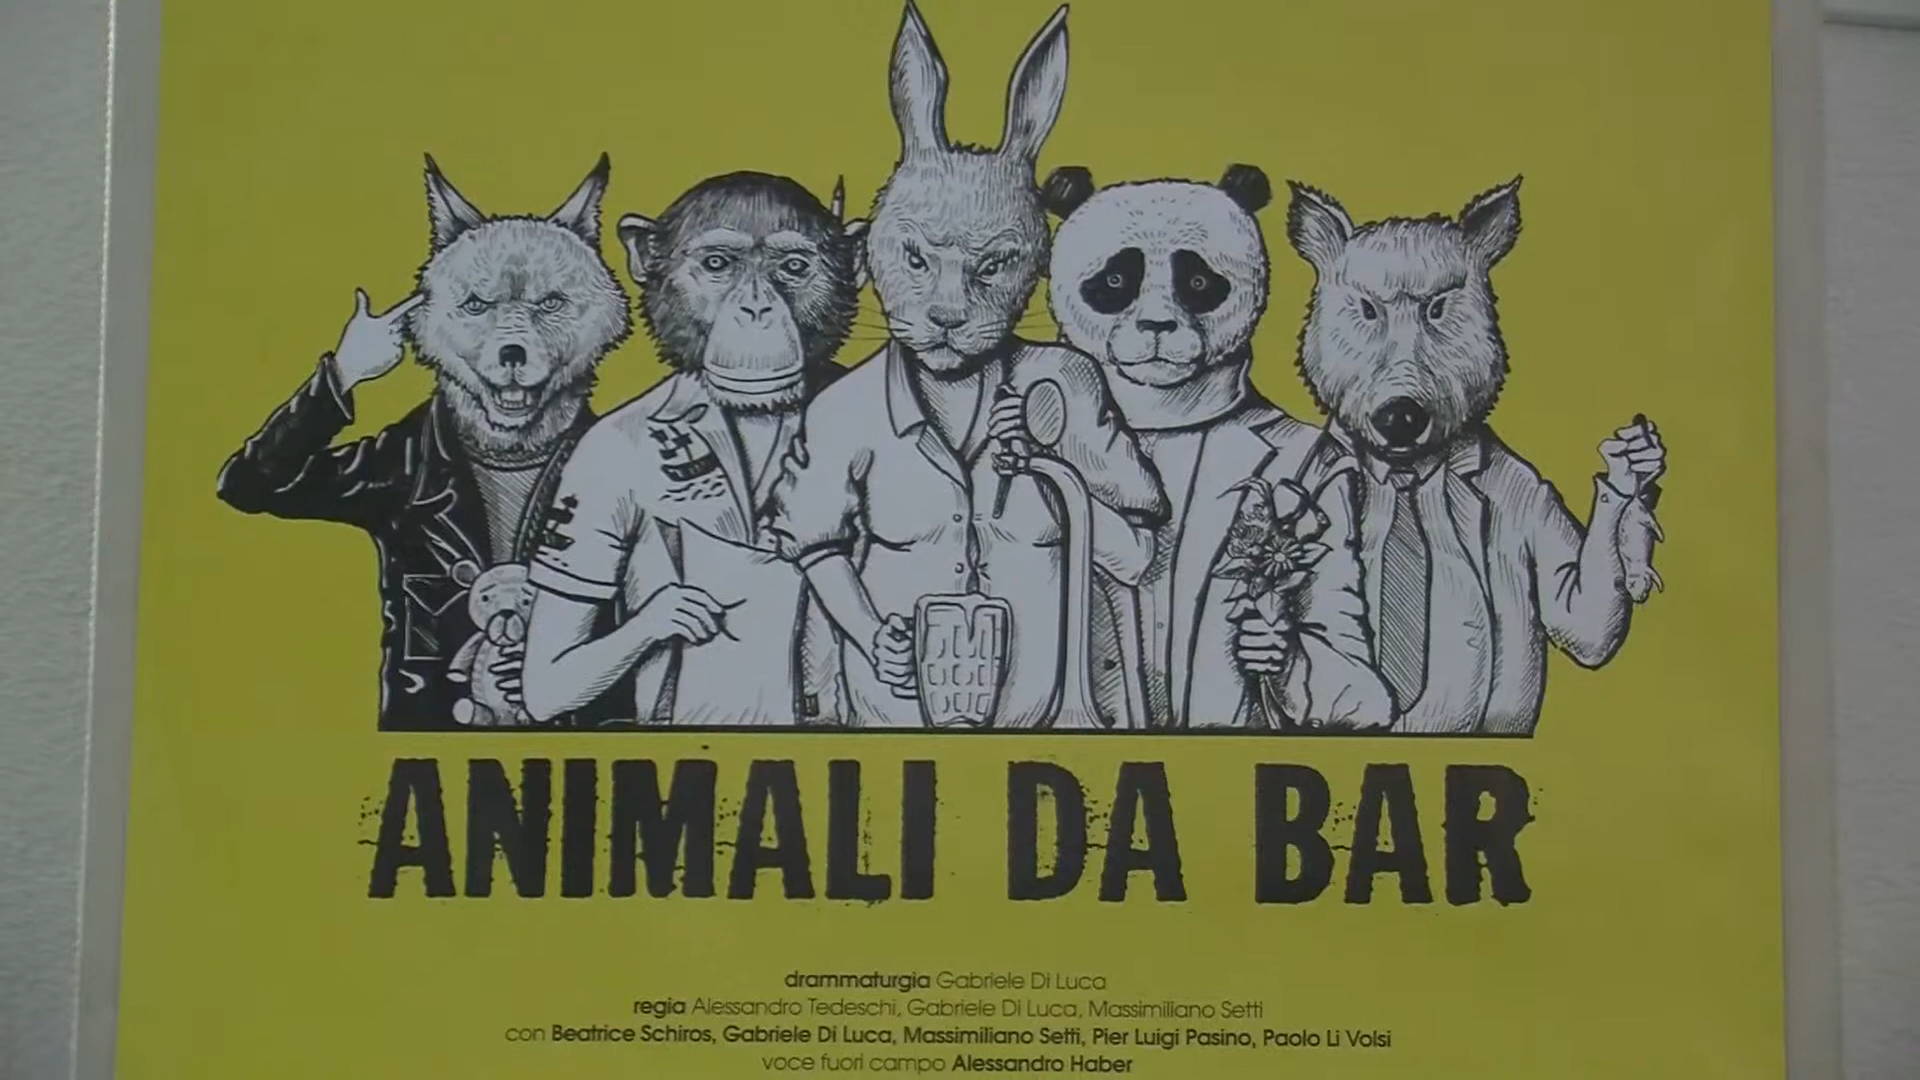 ANIMALI DA BAR
drammaturgia Gabriele Di Luca
regia Alessandro Tedeschi, Gabriele Di Luca, Massimiliano Setti
con Beatrice Schiros, Gabriele Di Luca, Massimiliano Setti, Pier Luigi Pasino, Paolo Li Volsi
voce fuori campo Alessandro Haber